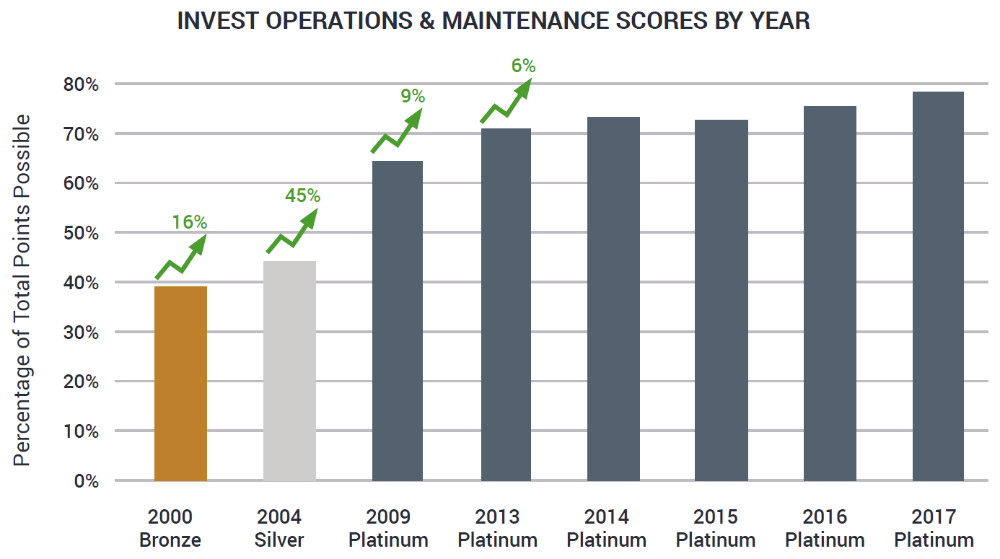 INVEST OPERATIONS & MAINTENANCE SCORES BY YEAR
Percentage of Total Points Possible
80%
70%
60%
50%
40%
30%
20%
10%
0%
16%
45%
9%
6%
2000
Bronze
2004
Silver
2009
Platinum
2013
Platinum
2014
Platinum
2015
Platinum
2016
Platinum
2017
Platinum